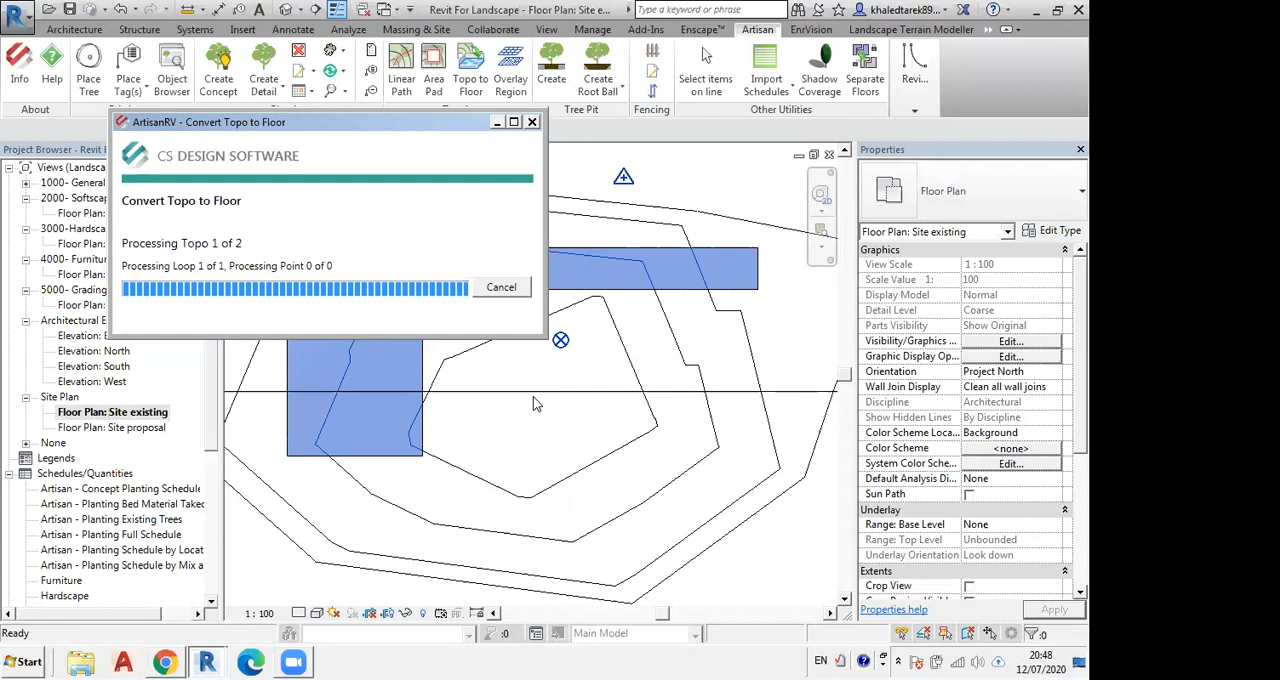 Revit For Landscape - Floor Plan: Site e...
Type a keyword or phrase
khaledtarek89...
Architecture Structure Systems Insert Annotate Analyze Massing & Site Collaborate View Manage Add-Ins Enscape™ Artisan EnVision Landscape Terrain Modeller
Info Help Place Tree Place Tag(s) Object Browser Create Concept Create Detail Linear Path Area Pad Topo to Floor Overlay Region Create Create Root Ball Select items on line Import Schedules Shadow Coverage Separate Floors Revi...
About Tree Pit Fencing Other Utilities
ArtisanRV - Convert Topo to Floor
CS DESIGN SOFTWARE
Convert Topo to Floor
Processing Topo 1 of 2
Processing Loop 1 of 1, Processing Point 0 of 0
Cancel
Project Browser - Revit F
Views (Landsca
1000- General
2000- Softscap
Floor Plan:
3000-Hardsca
Floor Plan:
4000- Furnitu
Floor Plan:
5000- Grading
Floor Plan:
Architectural E
Elevation: E
Elevation: North
Elevation: South
Elevation: West
Site Plan
Floor Plan: Site existing
Floor Plan: Site proposal
None
Legends
Schedules/Quantities
Artisan - Concept Planting Schedule
Artisan - Planting Bed Material Takeo
Artisan - Planting Existing Trees
Artisan - Planting Full Schedule
Artisan - Planting Schedule by Locat
Artisan - Planting Schedule by Mix a
Furniture
Hardscape
2D
Properties
Floor Plan
Floor Plan: Site existing
Edit Type
Graphics
View Scale 1 : 100
Scale Value 1: 100
Display Model Normal
Detail Level Coarse
Parts Visibility Show Original
Visibility/Graphics ... Edit...
Graphic Display Op... Edit...
Orientation Project North
Wall Join Display Clean all wall joins
Discipline Architectural
Show Hidden Lines By Discipline
Color Scheme Loca... Background
Color Scheme <none>
System Color Sche... Edit...
Default Analysis Di... None
Sun Path
Underlay
Range: Base Level None
Range: Top Level Unbounded
Underlay Orientation Look down
Extents
Crop View
Properties help
Apply
1 : 100
Ready
:0
Main Model
:0
Start
EN
20:48
12/07/2020